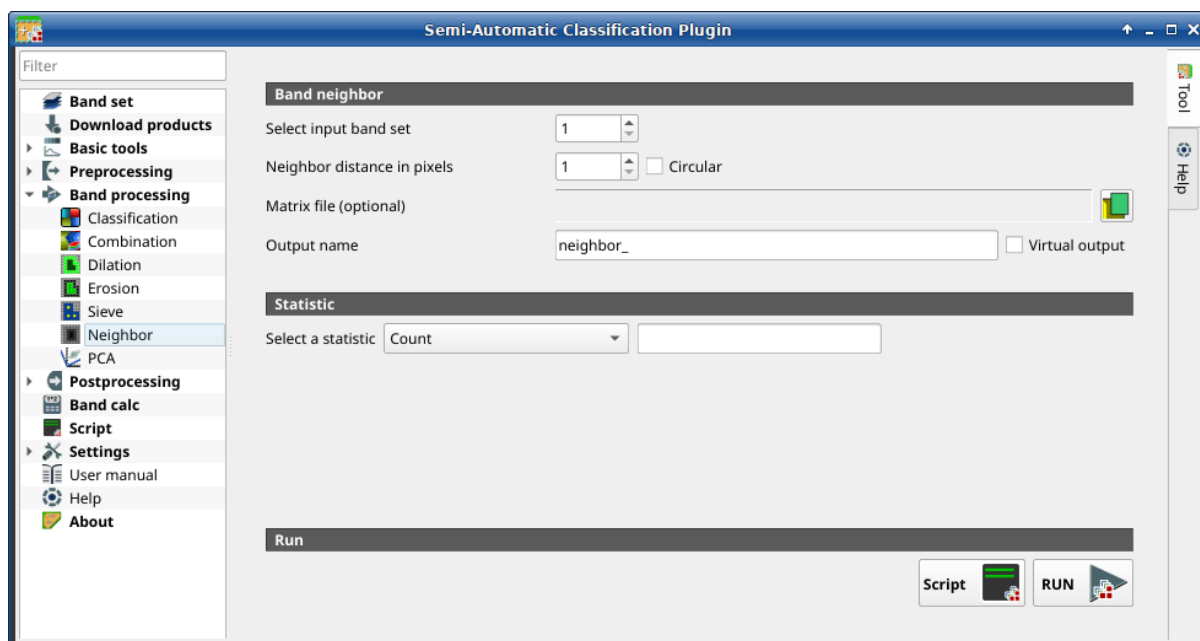 Semi-Automatic Classification Plugin
Filter
Band set
Download products
Basic tools
Preprocessing
Band processing
Classification
Combination
Dilation
Erosion
Sieve
Neighbor
PCA
Postprocessing
Band calc
Script
Settings
User manual
Help
About
Band neighbor
Select input band set 1
Neighbor distance in pixels 1 Circular
Matrix file (optional)
Output name neighbor_ Virtual output
Statistic
Select a statistic Count
Run
Script RUN
Tool
Help